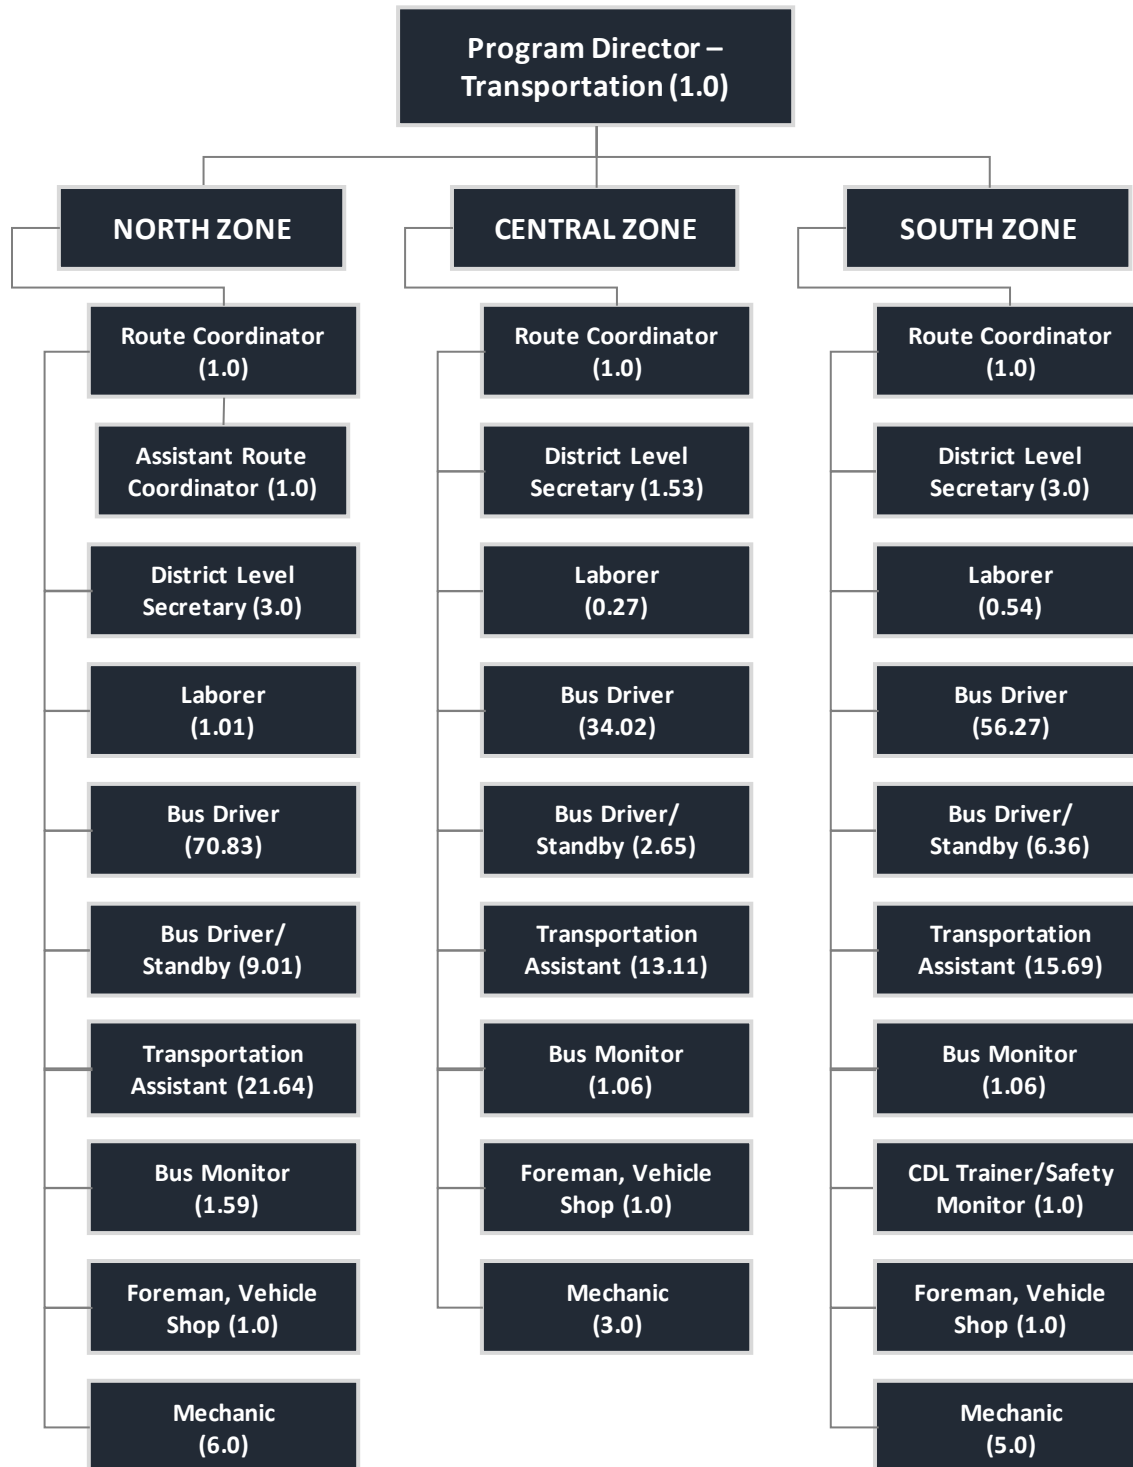 Program Director –
Transportation (1.0)
NORTH ZONE
Route Coordinator
(1.0)
Assistant Route
Coordinator (1.0)
District Level
Secretary (3.0)
Laborer
(1.01)
Bus Driver
(70.83)
Bus Driver/
Standby (9.01)
Transportation
Assistant (21.64)
Bus Monitor
(1.59)
Foreman, Vehicle
Shop (1.0)
Mechanic
(6.0)
CENTRAL ZONE
Route Coordinator
(1.0)
District Level
Secretary (1.53)
Laborer
(0.27)
Bus Driver
(34.02)
Bus Driver/
Standby (2.65)
Transportation
Assistant (13.11)
Bus Monitor
(1.06)
Foreman, Vehicle
Shop (1.0)
Mechanic
(3.0)
SOUTH ZONE
Route Coordinator
(1.0)
District Level
Secretary (3.0)
Laborer
(0.54)
Bus Driver
(56.27)
Bus Driver/
Standby (6.36)
Transportation
Assistant (15.69)
Bus Monitor
(1.06)
CDL Trainer/Safety
Monitor (1.0)
Foreman, Vehicle
Shop (1.0)
Mechanic
(5.0)